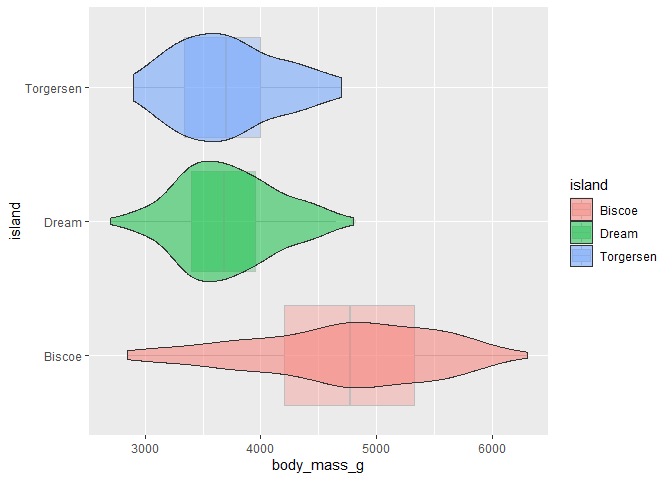 Torgersen
Dream
Biscoe
island
3000 4000 5000 6000
body_mass_g
island
Biscoe
Dream
Torgersen